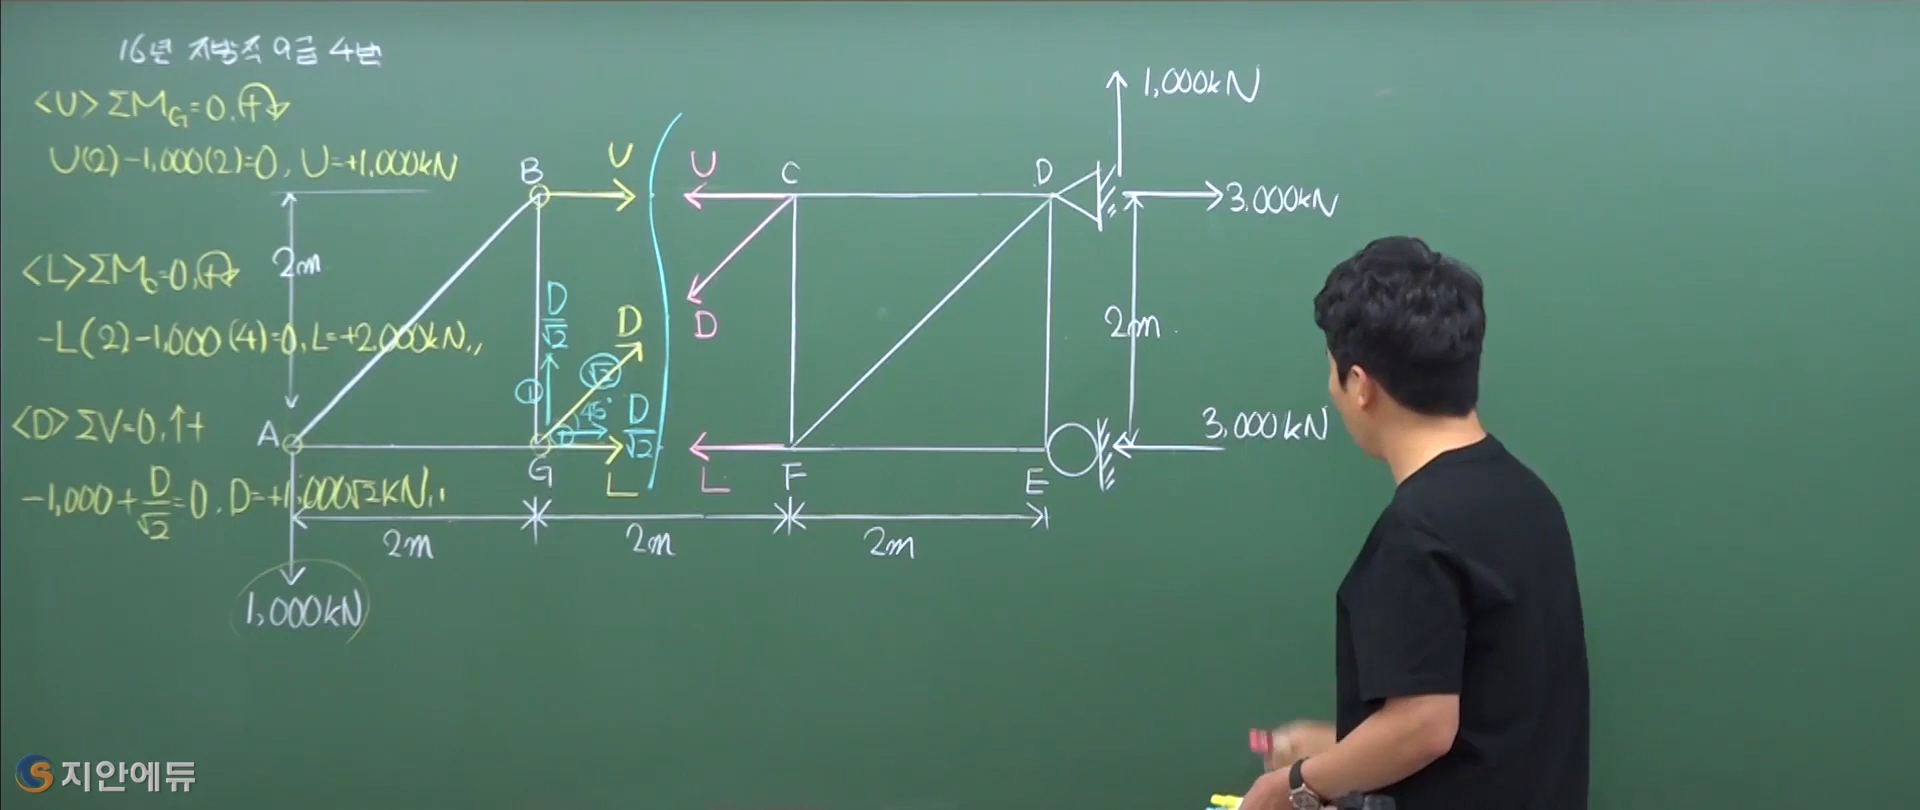 16년 지방직 9급 4번
<U> ΣM_G=0, ⊕↷
U(2)-1,000(2)=0, U=+1,000kN
<L> ΣM_C=0, ⊕↷
-L(2)-1,000(4)=0, L=+2,000kN,,
<D> ΣV=0, ↑+
-1,000+D/√2=0, D=+1,000√2kN,,
2m
A
1,000kN
B
U
D/√2
D
①
√2
45°
①
D/√2
G
L
2m
2m
2m
U
C
D
D
L
F
E
1,000kN
3,000kN
2m
3,000kN
지안에듀